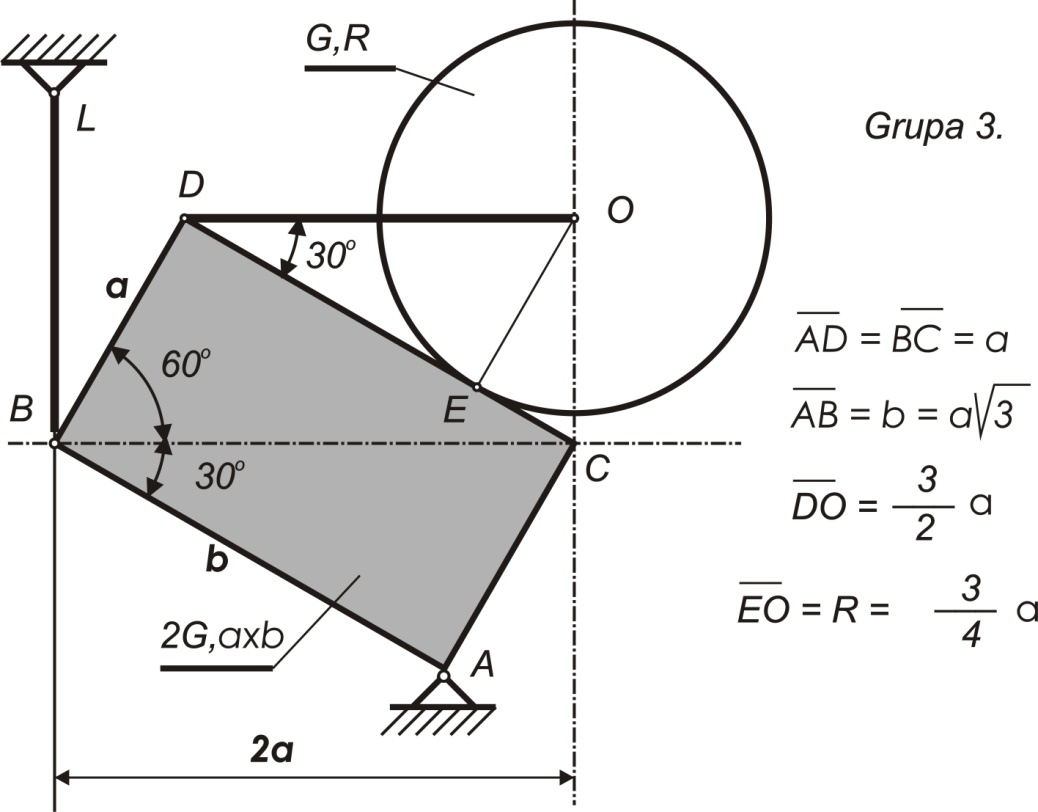 G,R
L
Grupa 3.
D
O
30°
a
60°
AD = BC = a
B
E
AB = b = a√3
30°
C
DO = 3/2 a
b
EO = R = 3/4 a
2G,axb
A
2a